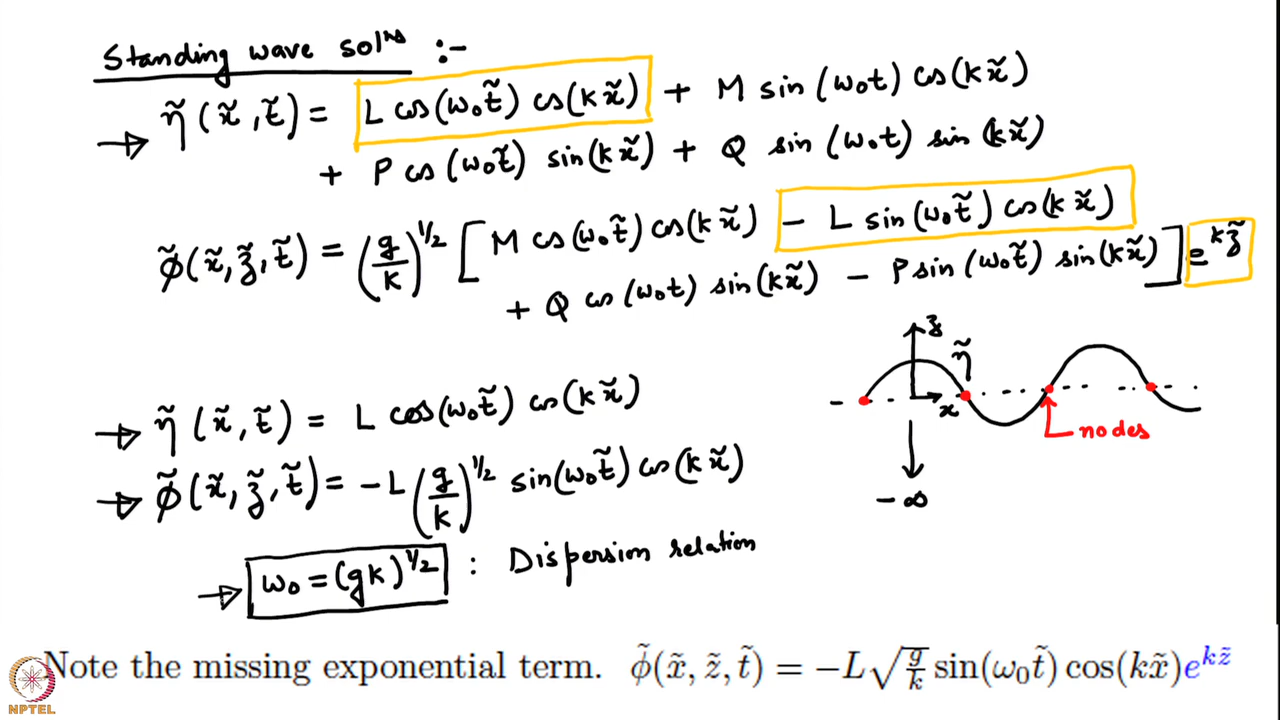 Standing wave solⁿˢ :-
→ η̃(x̃,t̃) = L cos(ω₀t̃) cos(kx̃) + M sin(ω₀t) cos(kx̃)
+ P cos(ω₀t̃) sin(kx̃) + Q sin(ω₀t) sin(kx̃)
φ̃(x̃,z̃,t̃) = (g/k)^1/2 [ M cos(ω₀t̃) cos(kx̃) - L sin(ω₀t̃) cos(kx̃)
+ Q cos(ω₀t) sin(kx̃) - P sin(ω₀t̃) sin(kx̃) ] e^kz̃
z
η̃
x
nodes
-∞
→ η̃(x̃,t̃) = L cos(ω₀t̃) cos(kx̃)
→ φ̃(x̃,z̃,t̃) = -L (g/k)^1/2 sin(ω₀t̃) cos(kx̃)
→ ω₀ = (gk)^1/2 : Dispersion relation
Note the missing exponential term. φ̃(x̃, z̃, t̃) = −L√(g/k) sin(ω₀t̃) cos(kx̃)e^kz̃
NPTEL